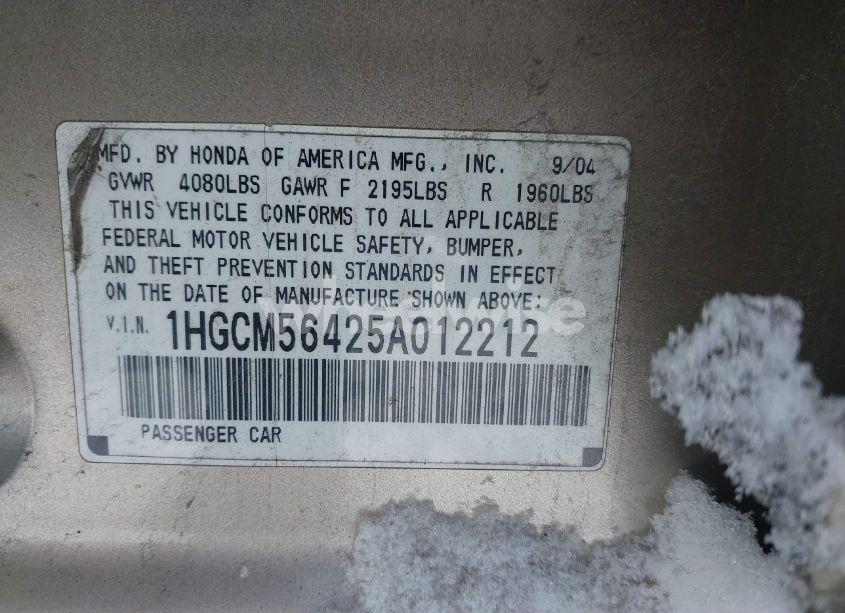 MFD. BY HONDA OF AMERICA MFG., INC. 9/04
GVWR 4080LBS GAWR F 2195LBS R 1960LBS
THIS VEHICLE CONFORMS TO ALL APPLICABLE
FEDERAL MOTOR VEHICLE SAFETY, BUMPER,
AND THEFT PREVENTION STANDARDS IN EFFECT
ON THE DATE OF MANUFACTURE SHOWN ABOVE:
V.I.N. 1HGCM56425A012212
PASSENGER CAR